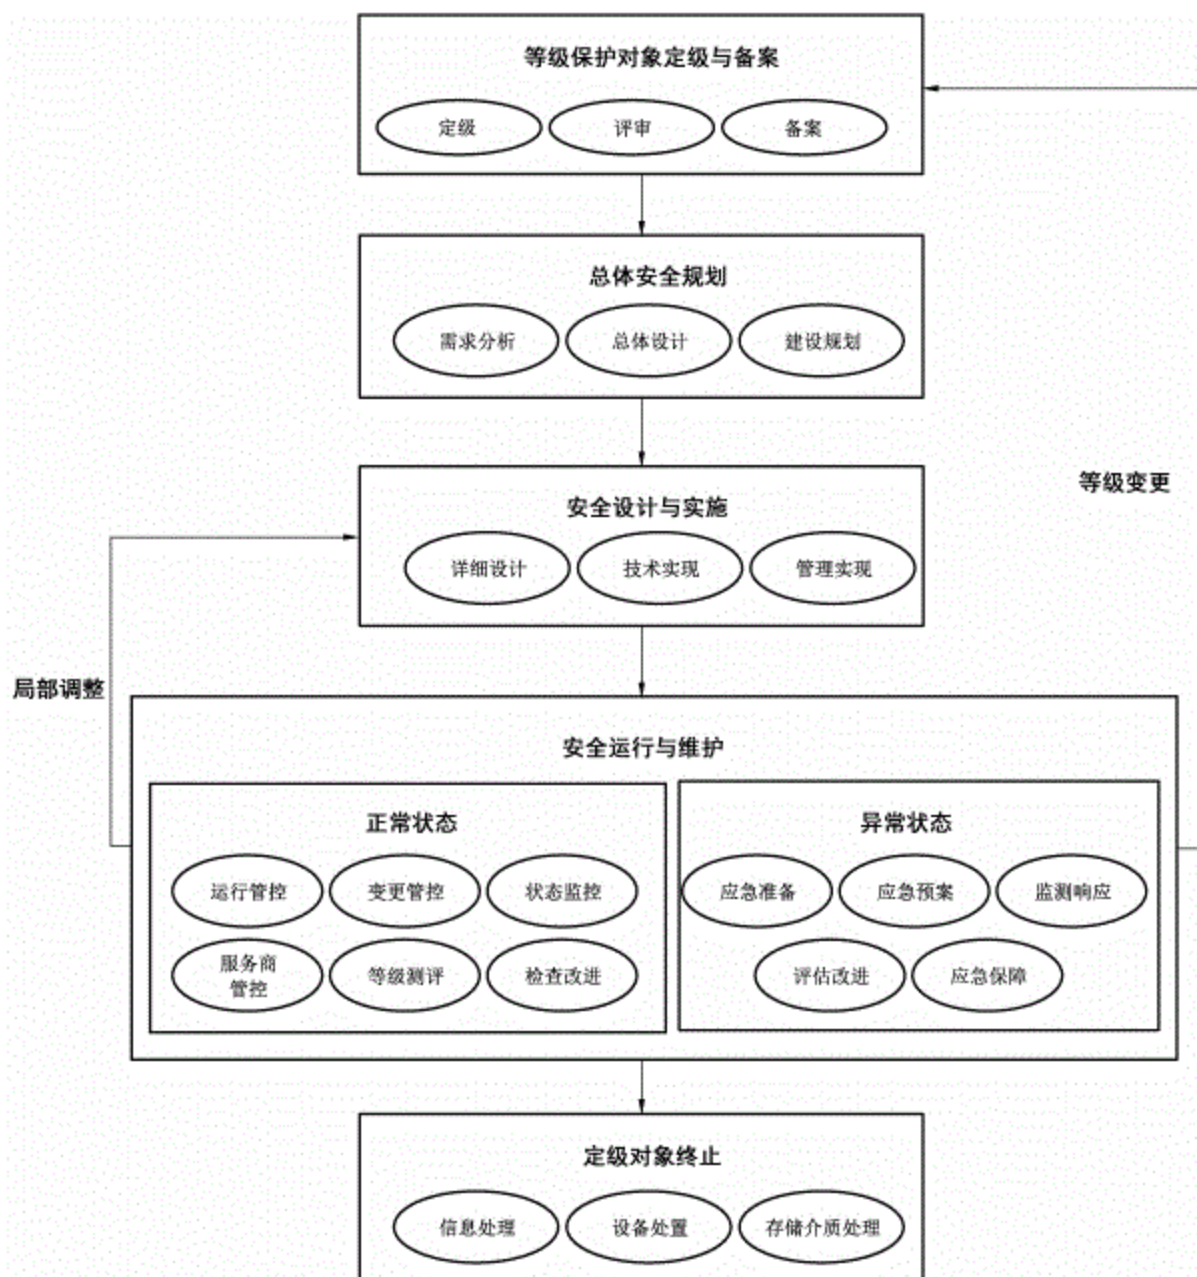 等级保护对象定级与备案
定级
评审
备案
总体安全规划
需求分析
总体设计
建设规划
等级变更
安全设计与实施
详细设计
技术实现
管理实现
局部调整
安全运行与维护
正常状态
运行管控
变更管控
状态监控
服务商
管控
等级测评
检查改进
异常状态
应急准备
应急预案
监测响应
评估改进
应急保障
定级对象终止
信息处理
设备处置
存储介质处理